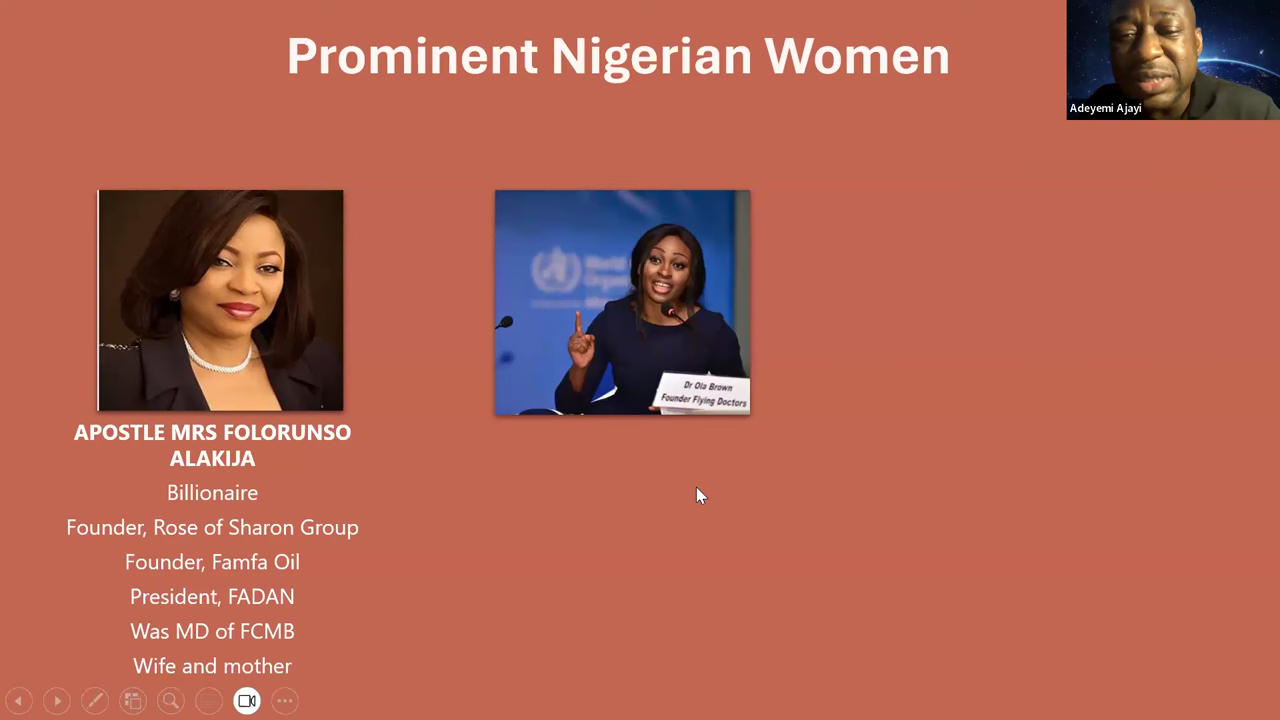 Prominent Nigerian Women
Adeyemi Ajayi
World
Dr Ola Brown
Founder Flying Doctors
APOSTLE MRS FOLORUNSO
ALAKIJA
Billionaire
Founder, Rose of Sharon Group
Founder, Famfa Oil
President, FADAN
Was MD of FCMB
Wife and mother